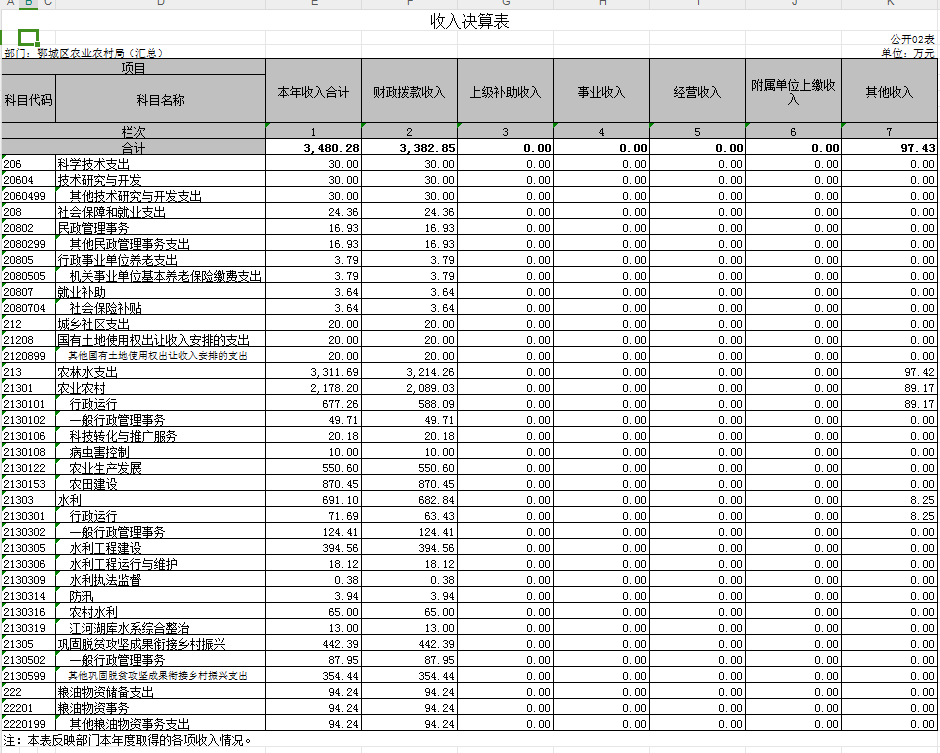 A B C D E F G H I J K
收入决算表
公开02表
部门：鄂城区农业农村局（汇总） 单位：万元
项目 本年收入合计 财政拨款收入 上级补助收入 事业收入 经营收入 附属单位上缴收入 其他收入
科目代码 科目名称
栏次 1 2 3 4 5 6 7
合计 3,480.28 3,382.85 0.00 0.00 0.00 0.00 97.43
206 科学技术支出 30.00 30.00 0.00 0.00 0.00 0.00 0.00
20604 技术研究与开发 30.00 30.00 0.00 0.00 0.00 0.00 0.00
2060499 其他技术研究与开发支出 30.00 30.00 0.00 0.00 0.00 0.00 0.00
208 社会保障和就业支出 24.36 24.36 0.00 0.00 0.00 0.00 0.00
20802 民政管理事务 16.93 16.93 0.00 0.00 0.00 0.00 0.00
2080299 其他民政管理事务支出 16.93 16.93 0.00 0.00 0.00 0.00 0.00
20805 行政事业单位养老支出 3.79 3.79 0.00 0.00 0.00 0.00 0.00
2080505 机关事业单位基本养老保险缴费支出 3.79 3.79 0.00 0.00 0.00 0.00 0.00
20807 就业补助 3.64 3.64 0.00 0.00 0.00 0.00 0.00
2080704 社会保险补贴 3.64 3.64 0.00 0.00 0.00 0.00 0.00
212 城乡社区支出 20.00 20.00 0.00 0.00 0.00 0.00 0.00
21208 国有土地使用权出让收入安排的支出 20.00 20.00 0.00 0.00 0.00 0.00 0.00
2120899 其他国有土地使用权出让收入安排的支出 20.00 20.00 0.00 0.00 0.00 0.00 0.00
213 农林水支出 3,311.69 3,214.26 0.00 0.00 0.00 0.00 97.42
21301 农业农村 2,178.20 2,089.03 0.00 0.00 0.00 0.00 89.17
2130101 行政运行 677.26 588.09 0.00 0.00 0.00 0.00 89.17
2130102 一般行政管理事务 49.71 49.71 0.00 0.00 0.00 0.00 0.00
2130106 科技转化与推广服务 20.18 20.18 0.00 0.00 0.00 0.00 0.00
2130108 病虫害控制 10.00 10.00 0.00 0.00 0.00 0.00 0.00
2130122 农业生产发展 550.60 550.60 0.00 0.00 0.00 0.00 0.00
2130153 农田建设 870.45 870.45 0.00 0.00 0.00 0.00 0.00
21303 水利 691.10 682.84 0.00 0.00 0.00 0.00 8.25
2130301 行政运行 71.69 63.43 0.00 0.00 0.00 0.00 8.25
2130302 一般行政管理事务 124.41 124.41 0.00 0.00 0.00 0.00 0.00
2130305 水利工程建设 394.56 394.56 0.00 0.00 0.00 0.00 0.00
2130306 水利工程运行与维护 18.12 18.12 0.00 0.00 0.00 0.00 0.00
2130309 水利执法监督 0.38 0.38 0.00 0.00 0.00 0.00 0.00
2130314 防汛 3.94 3.94 0.00 0.00 0.00 0.00 0.00
2130316 农村水利 65.00 65.00 0.00 0.00 0.00 0.00 0.00
2130319 江河湖库水系综合整治 13.00 13.00 0.00 0.00 0.00 0.00 0.00
21305 巩固脱贫攻坚成果衔接乡村振兴 442.39 442.39 0.00 0.00 0.00 0.00 0.00
2130502 一般行政管理事务 87.95 87.95 0.00 0.00 0.00 0.00 0.00
2130599 其他巩固脱贫攻坚成果衔接乡村振兴支出 354.44 354.44 0.00 0.00 0.00 0.00 0.00
222 粮油物资储备支出 94.24 94.24 0.00 0.00 0.00 0.00 0.00
22201 粮油物资事务 94.24 94.24 0.00 0.00 0.00 0.00 0.00
2220199 其他粮油物资事务支出 94.24 94.24 0.00 0.00 0.00 0.00 0.00
注：本表反映部门本年度取得的各项收入情况。